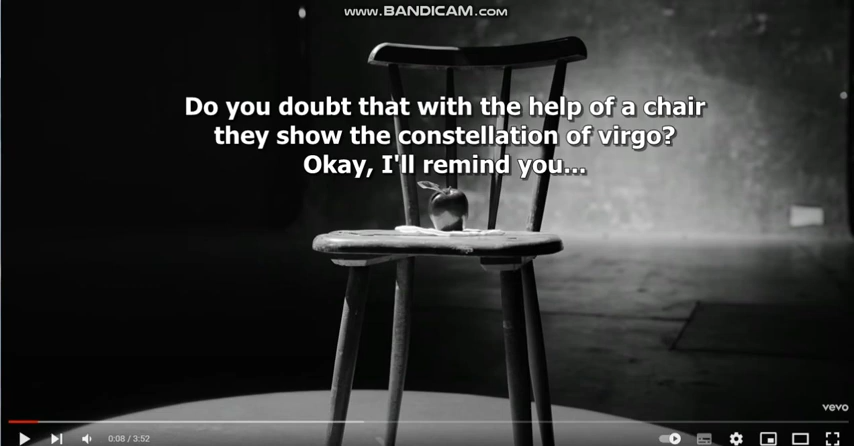 WWW.BANDICAM.COM
Do you doubt that with the help of a chair
they show the constellation of virgo?
Okay, I'll remind you...
vevo
0:08 / 3:52